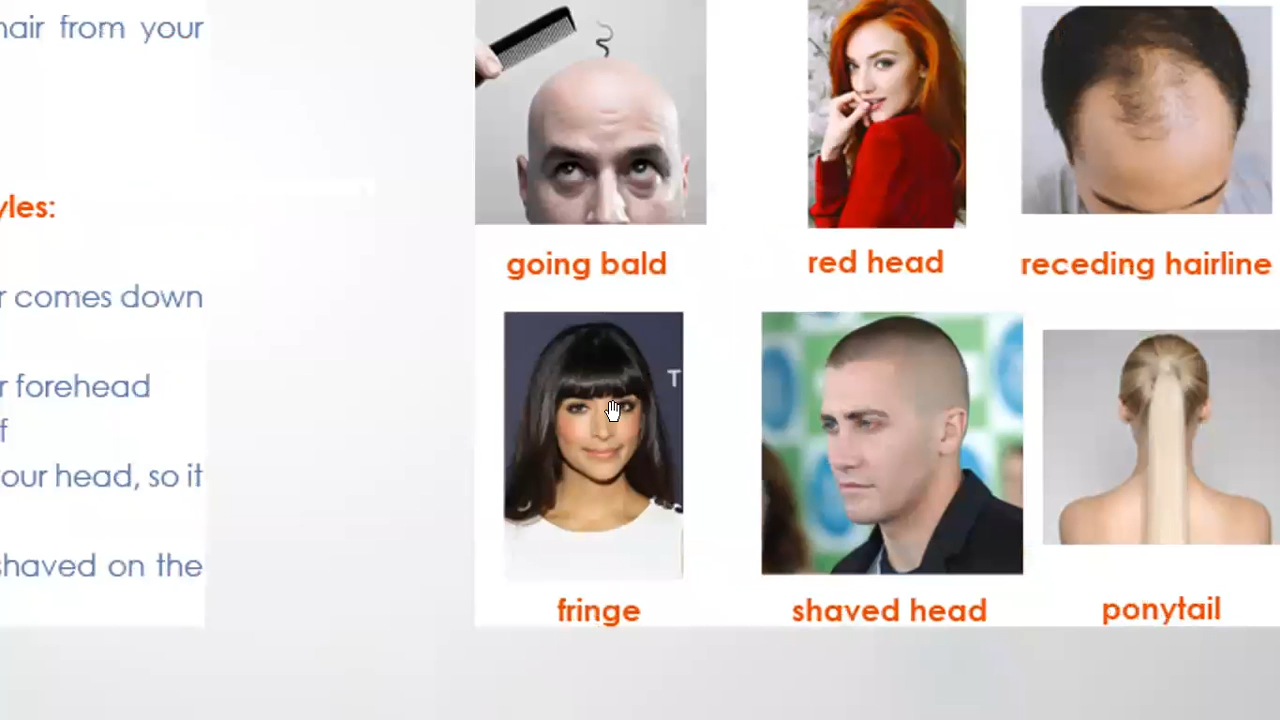 hair from your
yles:
r comes down
r forehead
f
our head, so it
shaved on the
going bald
red head
receding hairline
T
fringe
shaved head
ponytail